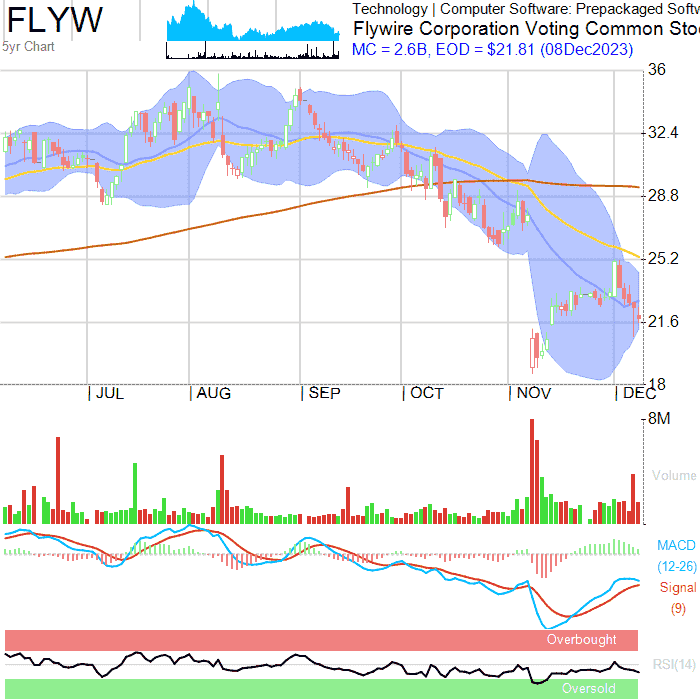 FLYW
5yr Chart
Technology | Computer Software: Prepackaged Softw
Flywire Corporation Voting Common Sto
MC = 2.6B, EOD = $21.81 (08Dec2023)
36
32.4
28.8
25.2
21.6
18
JUL
AUG
SEP
OCT
NOV
DEC
8M
Volume
MACD
(12-26)
Signal
(9)
Overbought
RSI(14)
Oversold